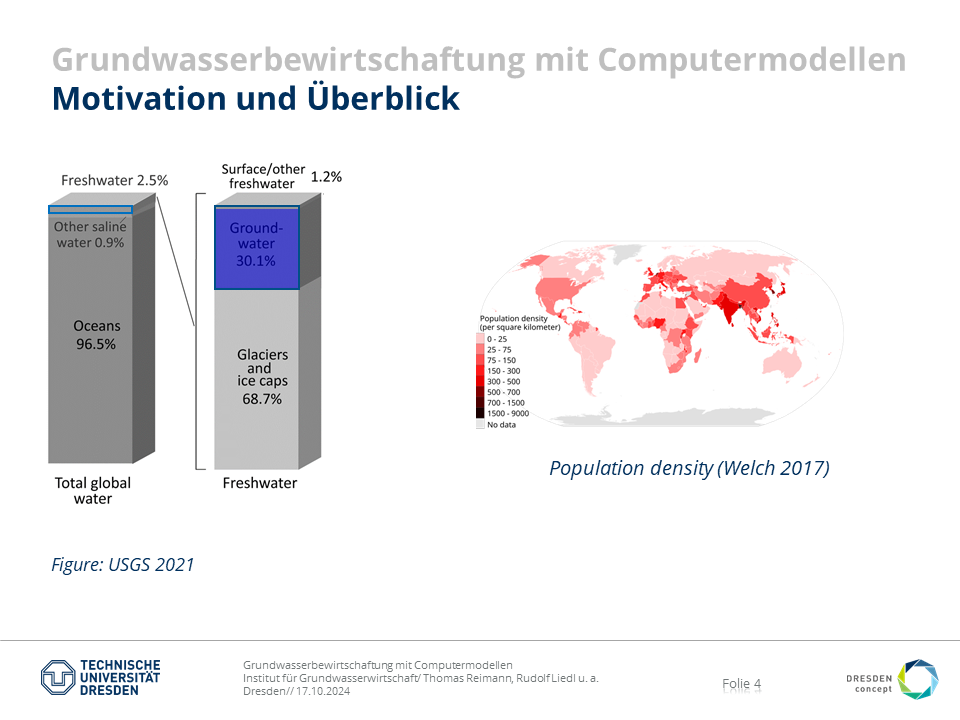 Grundwasserbewirtschaftung mit Computermodellen
Motivation und Überblick
Freshwater 2.5%
Other saline
water 0.9%
Oceans
96.5%
Total global
water
Surface/other
freshwater
1.2%
Ground-
water
30.1%
Glaciers
and
ice caps
68.7%
Freshwater
Population density
(per square kilometer)
0 - 25
25 - 75
75 - 150
150 - 300
300 - 500
500 - 700
700 - 1500
1500 - 9000
No data
Population density (Welch 2017)
Figure: USGS 2021
TECHNISCHE
UNIVERSITÄT
DRESDEN
Grundwasserbewirtschaftung mit Computermodellen
Institut für Grundwasserwirtschaft/ Thomas Reimann, Rudolf Liedl u. a.
Dresden// 17.10.2024
Folie 4
DRESDEN
concept